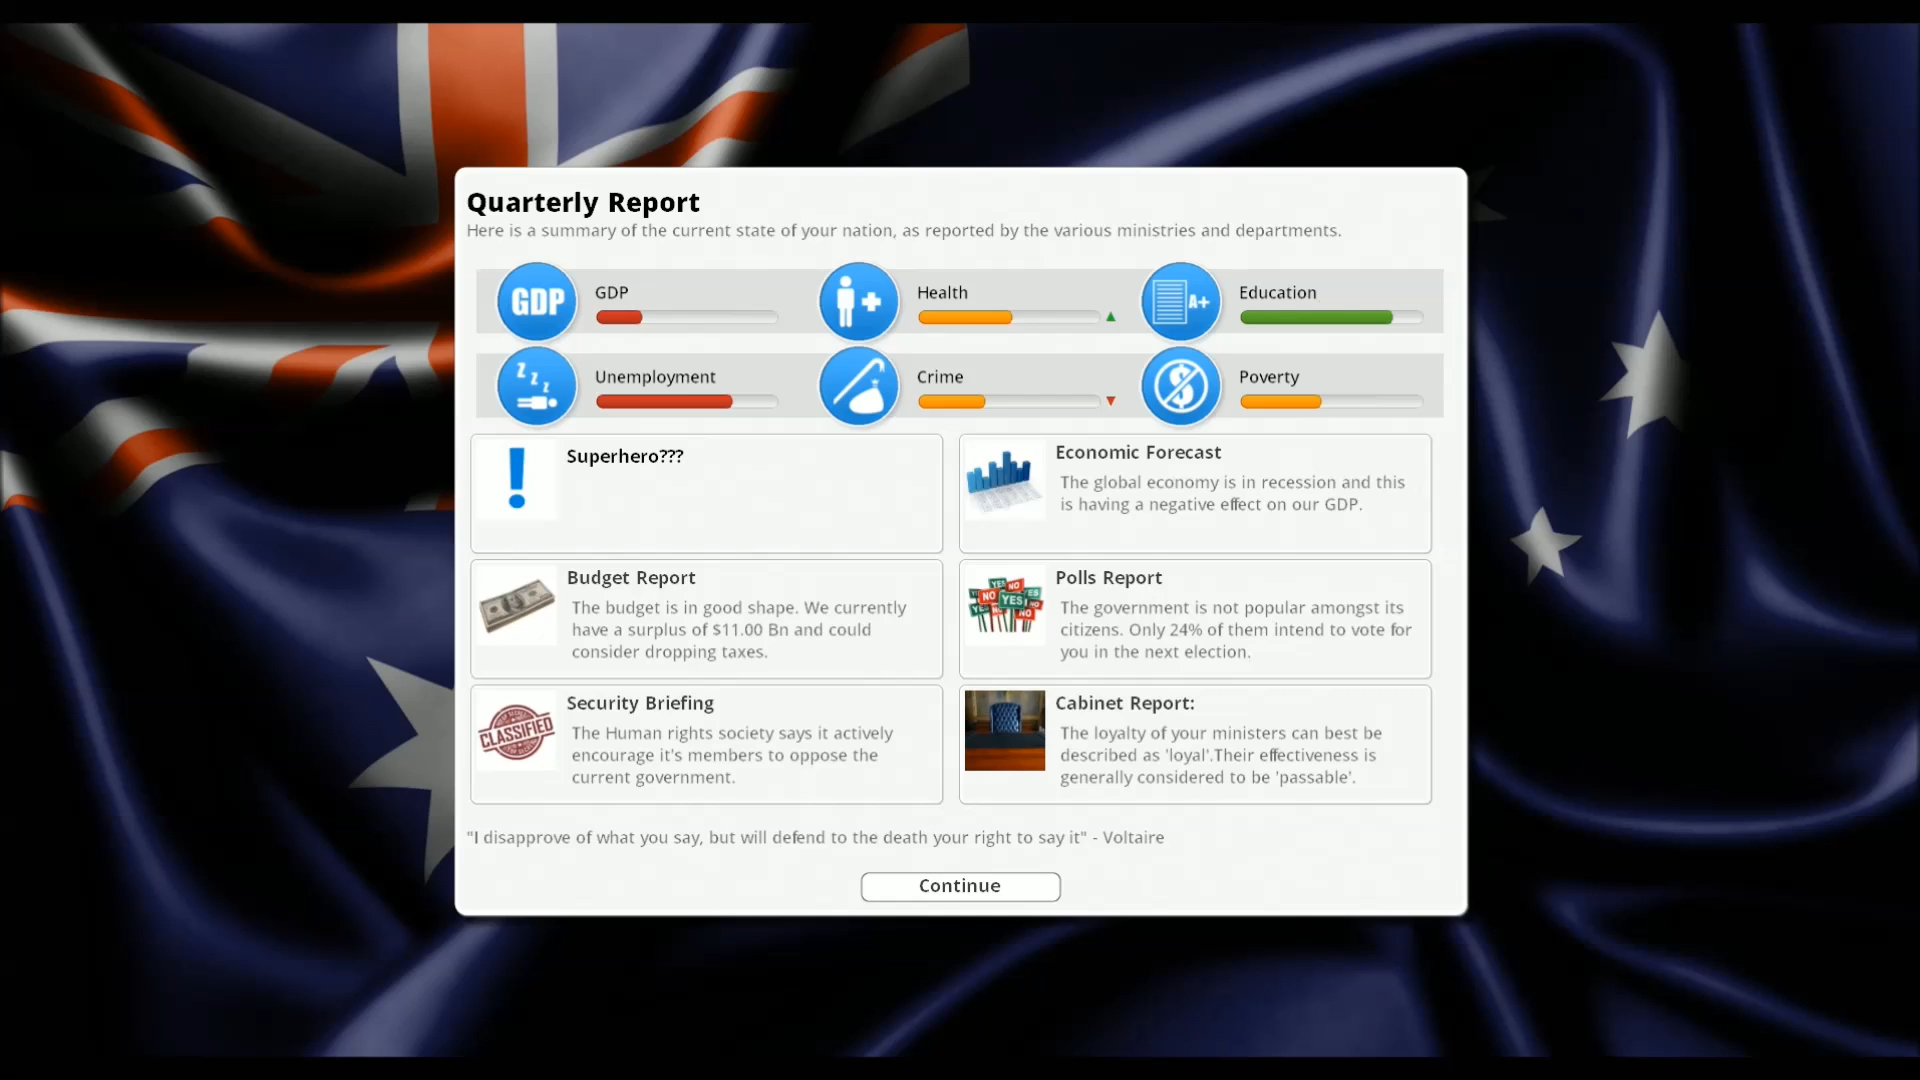 Quarterly Report
Here is a summary of the current state of your nation, as reported by the various ministries and departments.
GDP
GDP
Health
A+
Education
z z z
Unemployment
Crime
$
Poverty
!
Superhero???
Economic Forecast
The global economy is in recession and this
is having a negative effect on our GDP.
Budget Report
The budget is in good shape. We currently
have a surplus of $11.00 Bn and could
consider dropping taxes.
YES NO YES NO YES NO
Polls Report
The government is not popular amongst its
citizens. Only 24% of them intend to vote for
you in the next election.
CLASSIFIED
Security Briefing
The Human rights society says it actively
encourage it's members to oppose the
current government.
Cabinet Report:
The loyalty of your ministers can best be
described as 'loyal'.Their effectiveness is
generally considered to be 'passable'.
"I disapprove of what you say, but will defend to the death your right to say it" - Voltaire
Continue